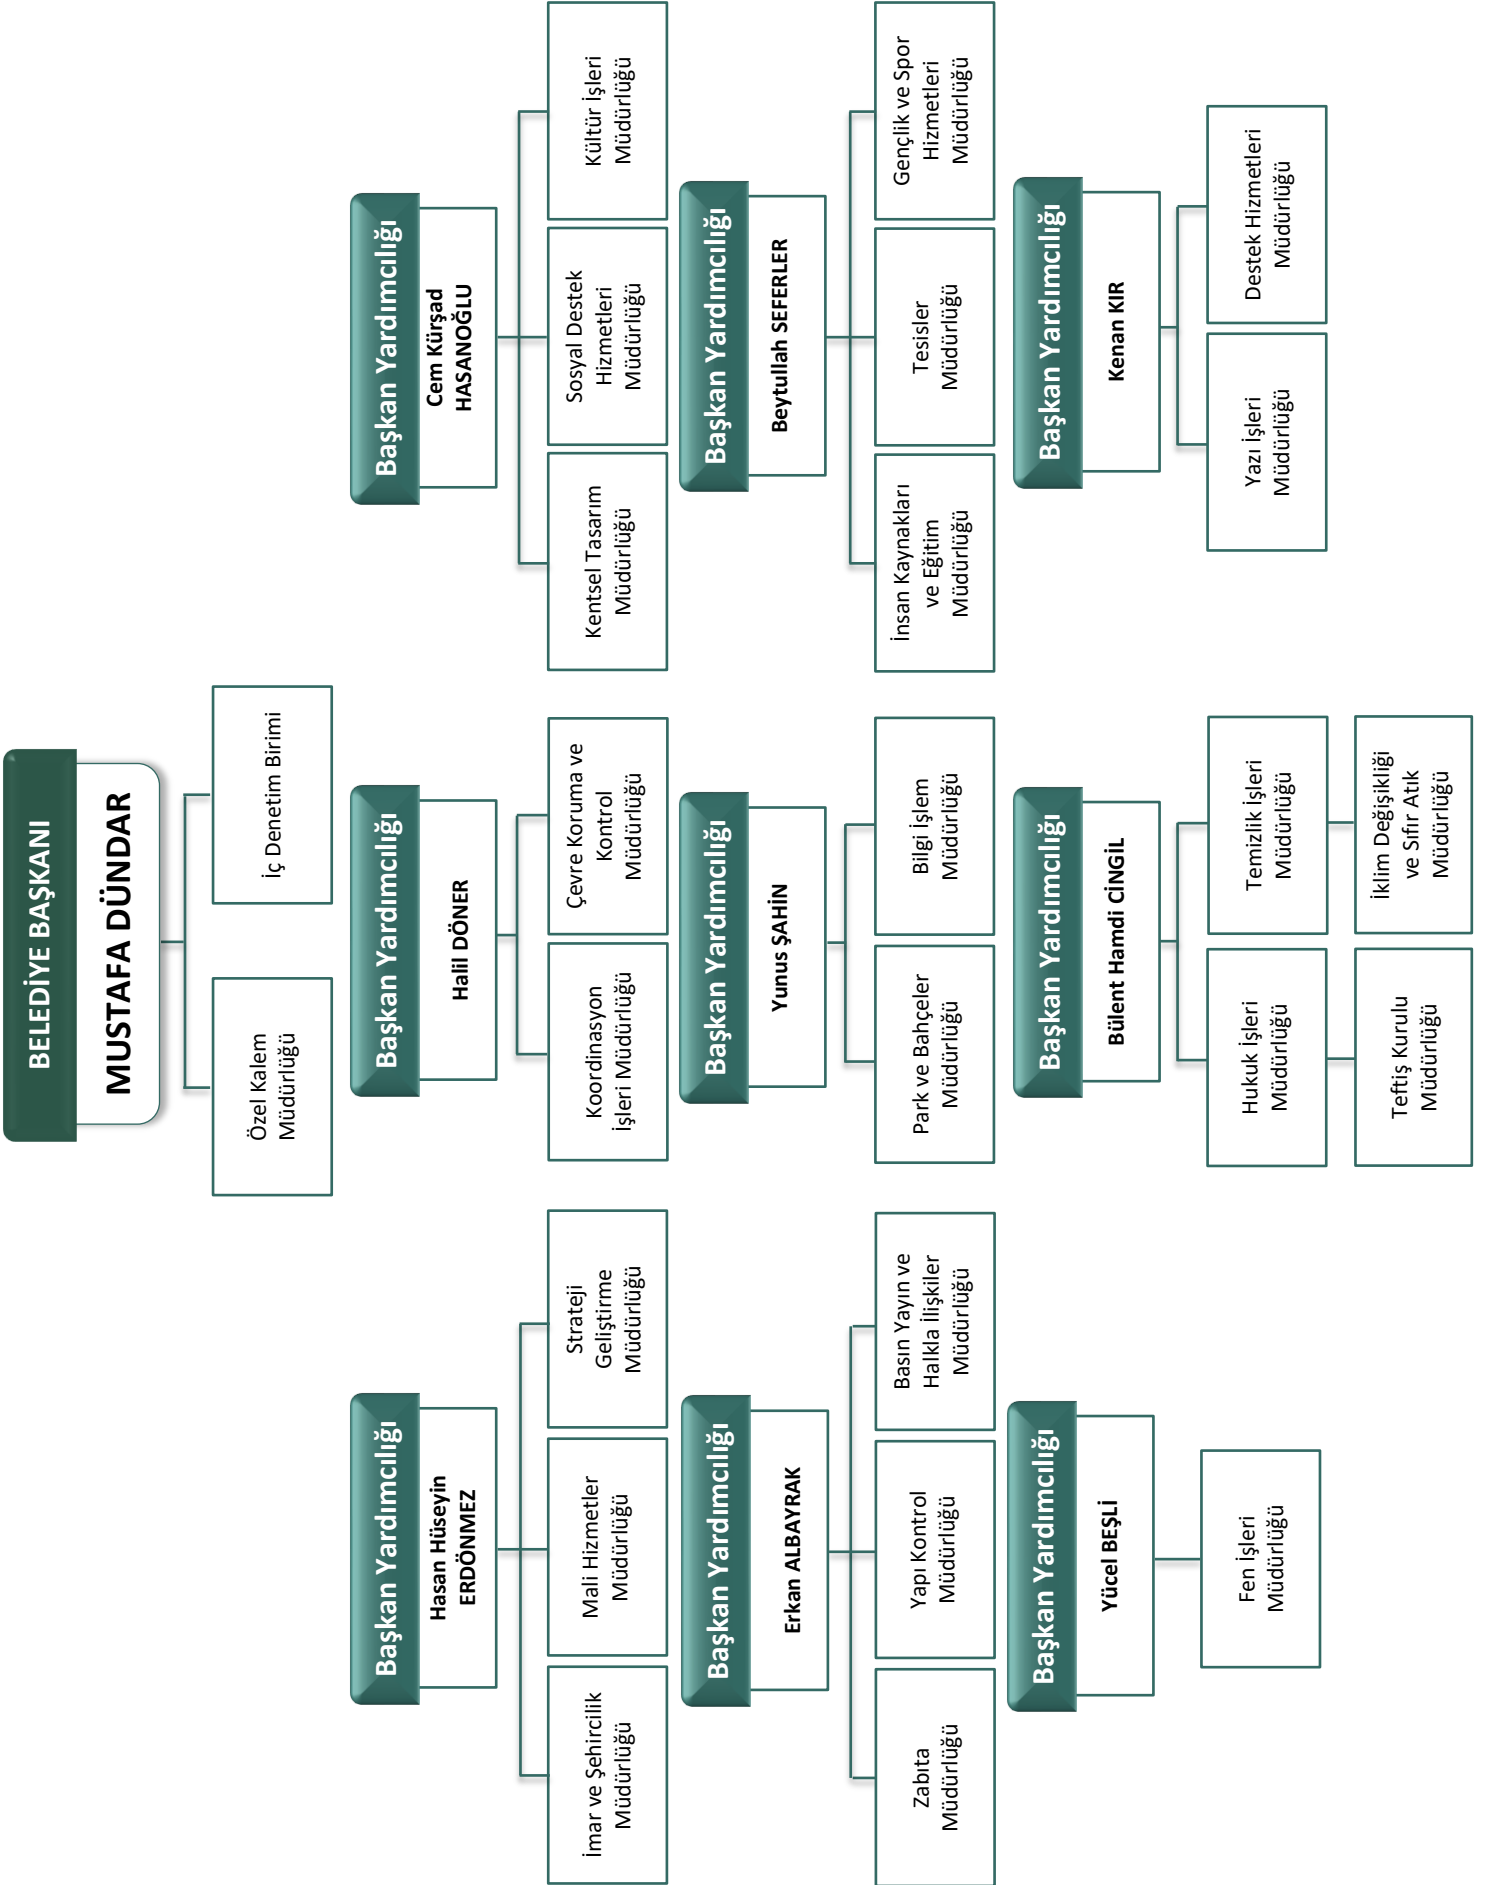 BELEDİYE BAŞKANI
MUSTAFA DÜNDAR
Özel Kalem
Müdürlüğü
İç Denetim Birimi
Başkan Yardımcılığı
Hasan Hüseyin
ERDÖNMEZ
İmar ve Şehircilik
Müdürlüğü
Mali Hizmetler
Müdürlüğü
Strateji
Geliştirme
Müdürlüğü
Başkan Yardımcılığı
Halil DÖNER
Koordinasyon
İşleri Müdürlüğü
Çevre Koruma ve
Kontrol
Müdürlüğü
Başkan Yardımcılığı
Cem Kürşad
HASANOĞLU
Kentsel Tasarım
Müdürlüğü
Sosyal Destek
Hizmetleri
Müdürlüğü
Kültür İşleri
Müdürlüğü
Başkan Yardımcılığı
Erkan ALBAYRAK
Zabıta
Müdürlüğü
Yapı Kontrol
Müdürlüğü
Basın Yayın ve
Halkla İlişkiler
Müdürlüğü
Başkan Yardımcılığı
Yunus ŞAHİN
Park ve Bahçeler
Müdürlüğü
Bilgi İşlem
Müdürlüğü
Başkan Yardımcılığı
Beytullah SEFERLER
İnsan Kaynakları
ve Eğitim
Müdürlüğü
Tesisler
Müdürlüğü
Gençlik ve Spor
Hizmetleri
Müdürlüğü
Başkan Yardımcılığı
Yücel BEŞLİ
Fen İşleri
Müdürlüğü
Başkan Yardımcılığı
Bülent Hamdi CİNGİL
Hukuk İşleri
Müdürlüğü
Temizlik İşleri
Müdürlüğü
Teftiş Kurulu
Müdürlüğü
İklim Değişikliği
ve Sıfır Atık
Müdürlüğü
Başkan Yardımcılığı
Kenan KIR
Yazı İşleri
Müdürlüğü
Destek Hizmetleri
Müdürlüğü